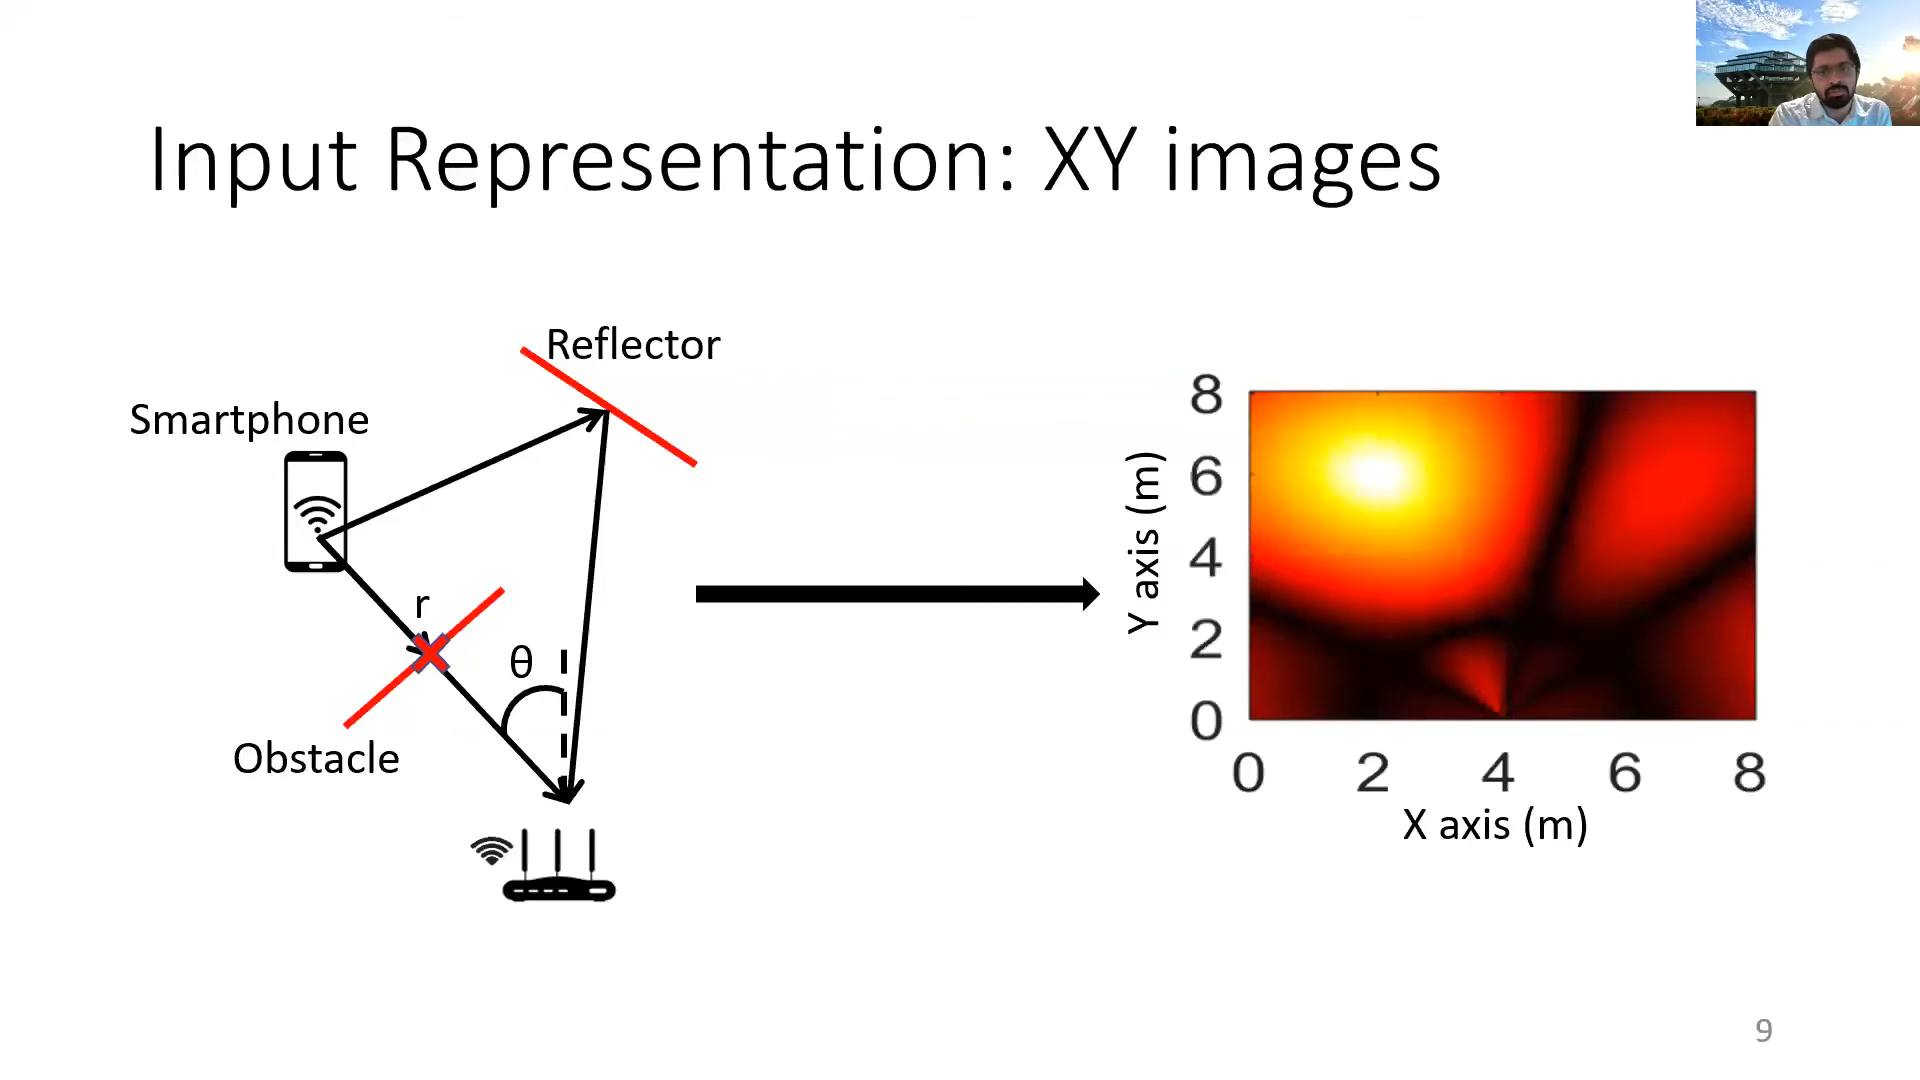 Input Representation: XY images
Reflector
Smartphone
r
θ
Obstacle
8
6
4
2
0
Y axis (m)
0 2 4 6 8
X axis (m)
9